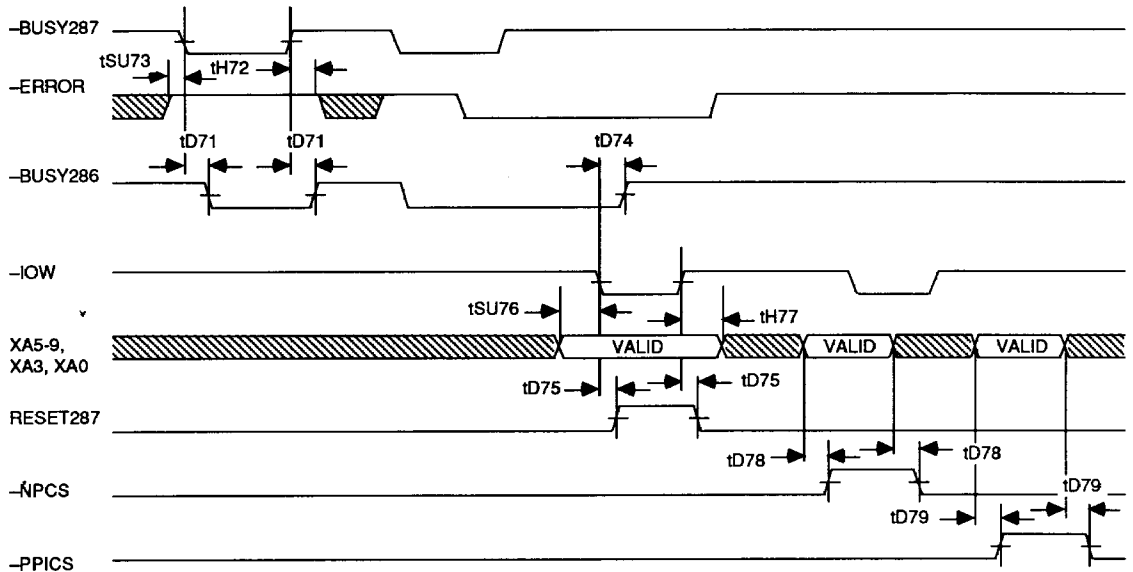 –BUSY287
tSU73
tH72
–ERROR
tD71
tD71
tD74
–BUSY286
–IOW
tSU76
tH77
XA5-9,
XA3, XA0
VALID
VALID
VALID
tD75
tD75
RESET287
tD78
tD78
–NPCS
tD79
tD79
–PPICS